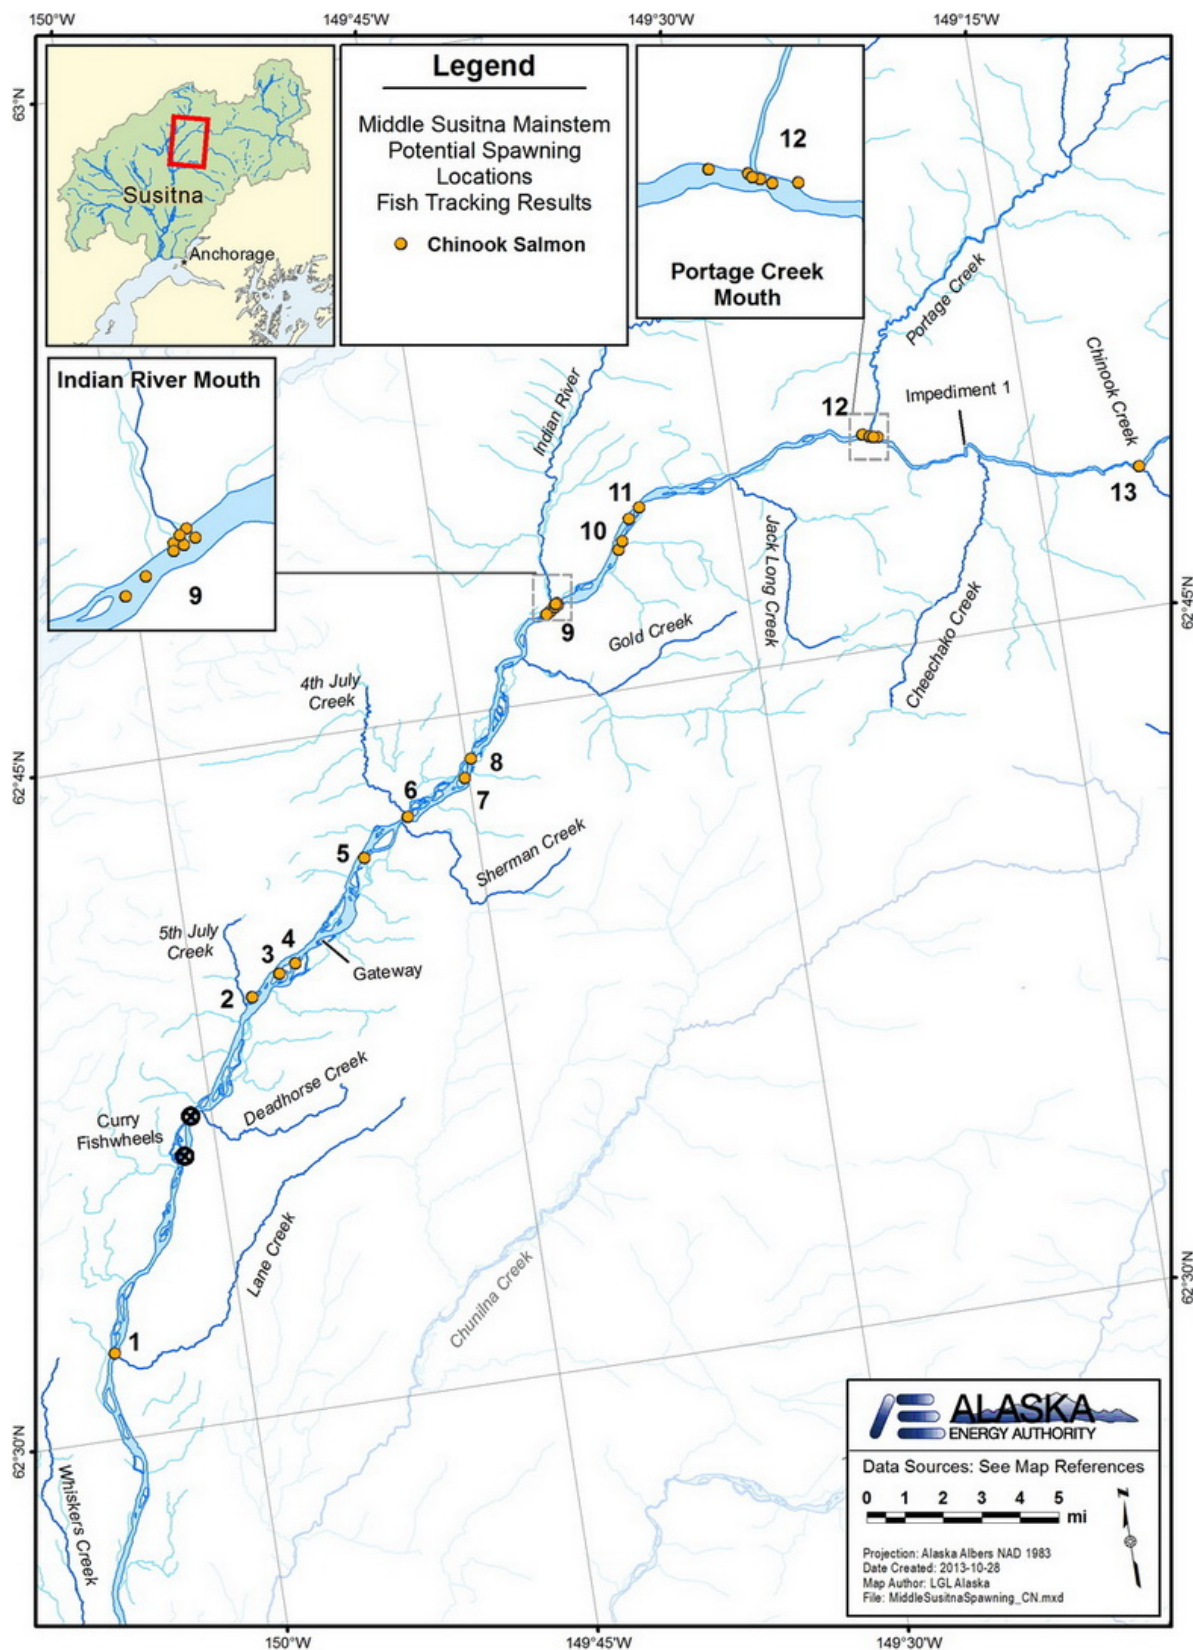 150°W
149°45'W
149°30'W
149°15'W
63°N
Susitna
Anchorage
Legend
Middle Susitna Mainstem
Potential Spawning
Locations
Fish Tracking Results
Chinook Salmon
12
Portage Creek
Mouth
Indian River Mouth
9
Indian River
Portage Creek
Impediment 1
Chinook Creek
12
13
11
10
Jack Long Creek
Cheechako Creek
9
Gold Creek
62°45'N
4th July
Creek
62°45'N
8
7
6
Sherman Creek
5
5th July
Creek
4
3
Gateway
2
Deadhorse Creek
Curry
Fishwheels
Lane Creek
Chunilna Creek
62°30'N
1
62°30'N
Whiskers Creek
ALASKA
ENERGY AUTHORITY
Data Sources: See Map References
0 1 2 3 4 5
mi
N
Projection: Alaska Albers NAD 1983
Date Created: 2013-10-28
Map Author: LGL Alaska
File: MiddleSusitnaSpawning_CN.mxd
150°W
149°45'W
149°30'W